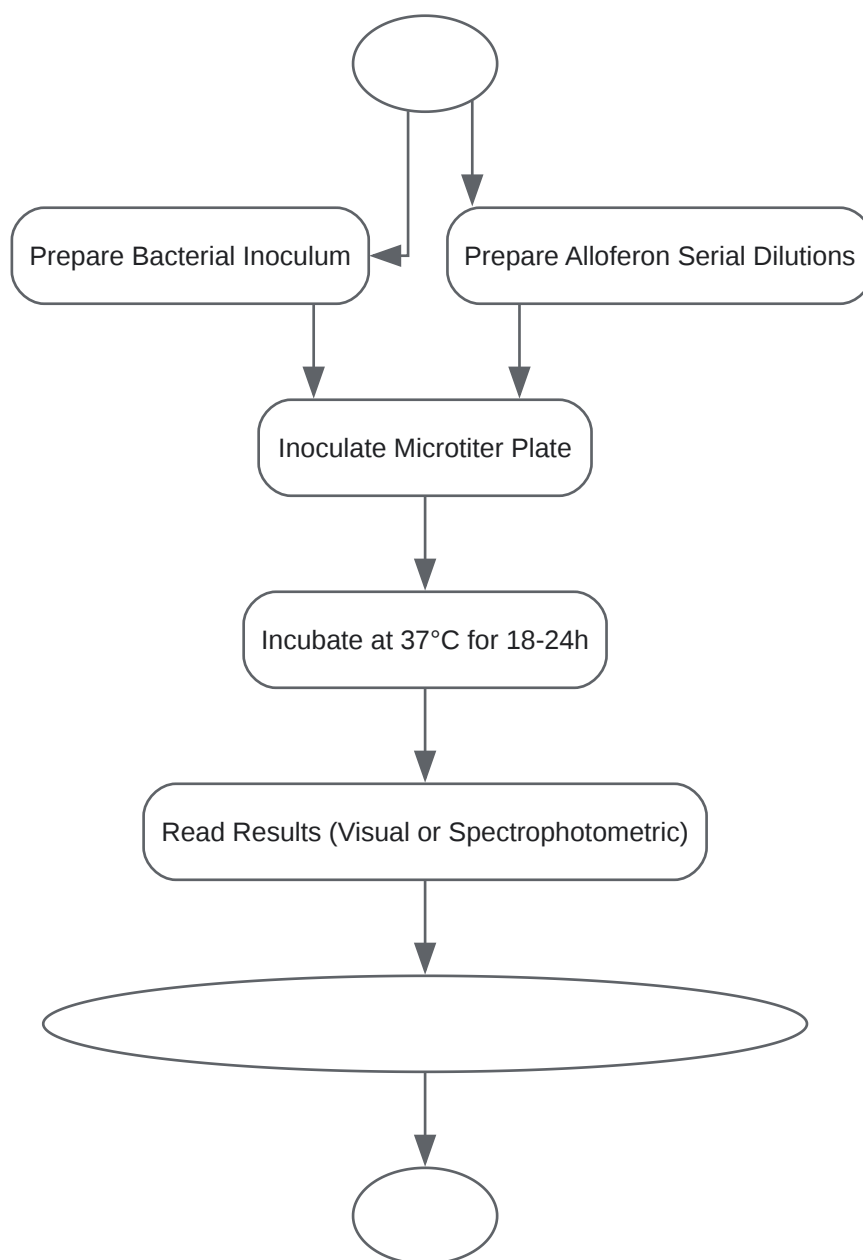 Prepare Bacterial Inoculum
Prepare Alloferon Serial Dilutions
Inoculate Microtiter Plate
Incubate at 37°C for 18-24h
Read Results (Visual or Spectrophotometric)